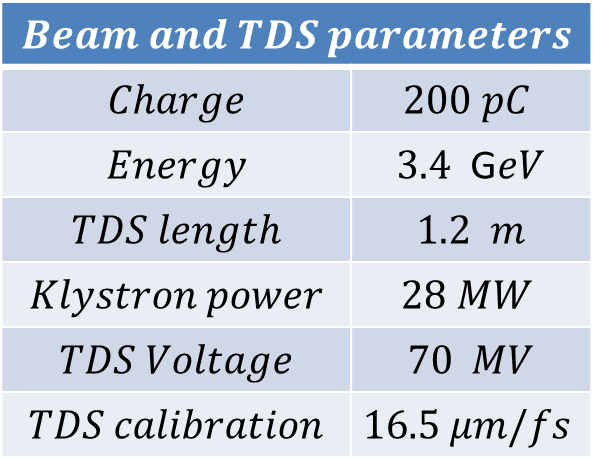 Beam and TDS parameters
Charge 200 pC
Energy 3.4 GeV
TDS length 1.2 m
Klystron power 28 MW
TDS Voltage 70 MV
TDS calibration 16.5 μm/fs